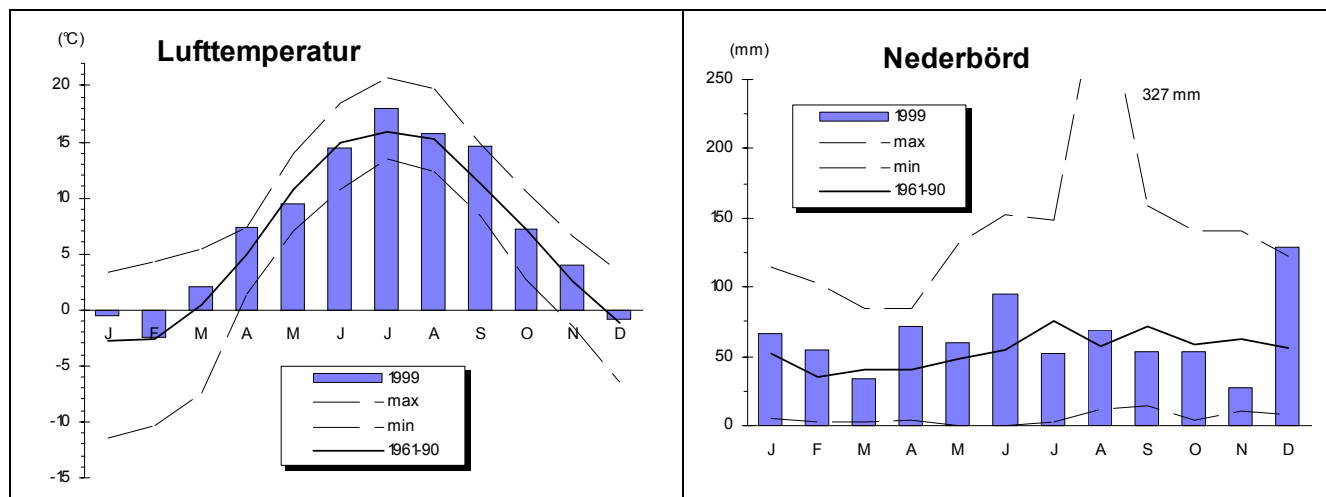 (°C)
Lufttemperatur
20
15
10
5
0
-5
-10
-15
J F M A M J J A S O N D
1999
max
min
1961-90
(mm)
Nederbörd
250
200
150
100
50
0
327 mm
1999
max
min
1961-90
J F M A M J J A S O N D